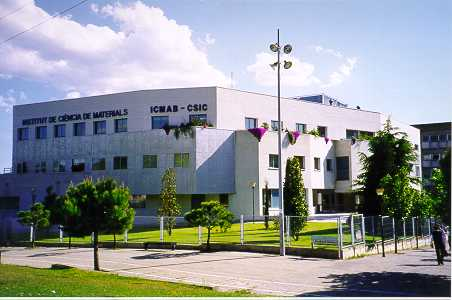 INSTITUT DE CIÈNCIA DE MATERIALS
ICMAB - CSIC